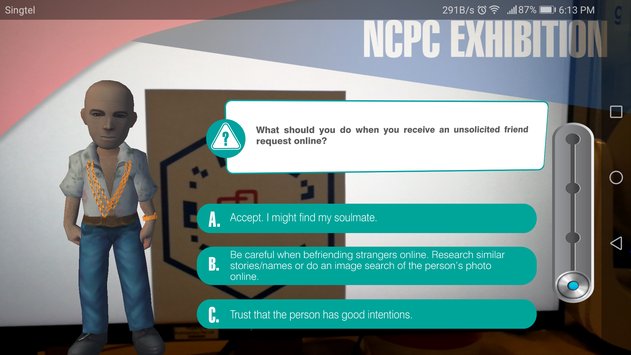 Singtel
291B/s 87% 6:13 PM
NCPC EXHIBITION
What should you do when you receive an unsolicited friend
request online?
A. Accept. I might find my soulmate.
B. Be careful when befriending strangers online. Research similar
stories/names or do an image search of the person's photo
online.
C. Trust that the person has good intentions.